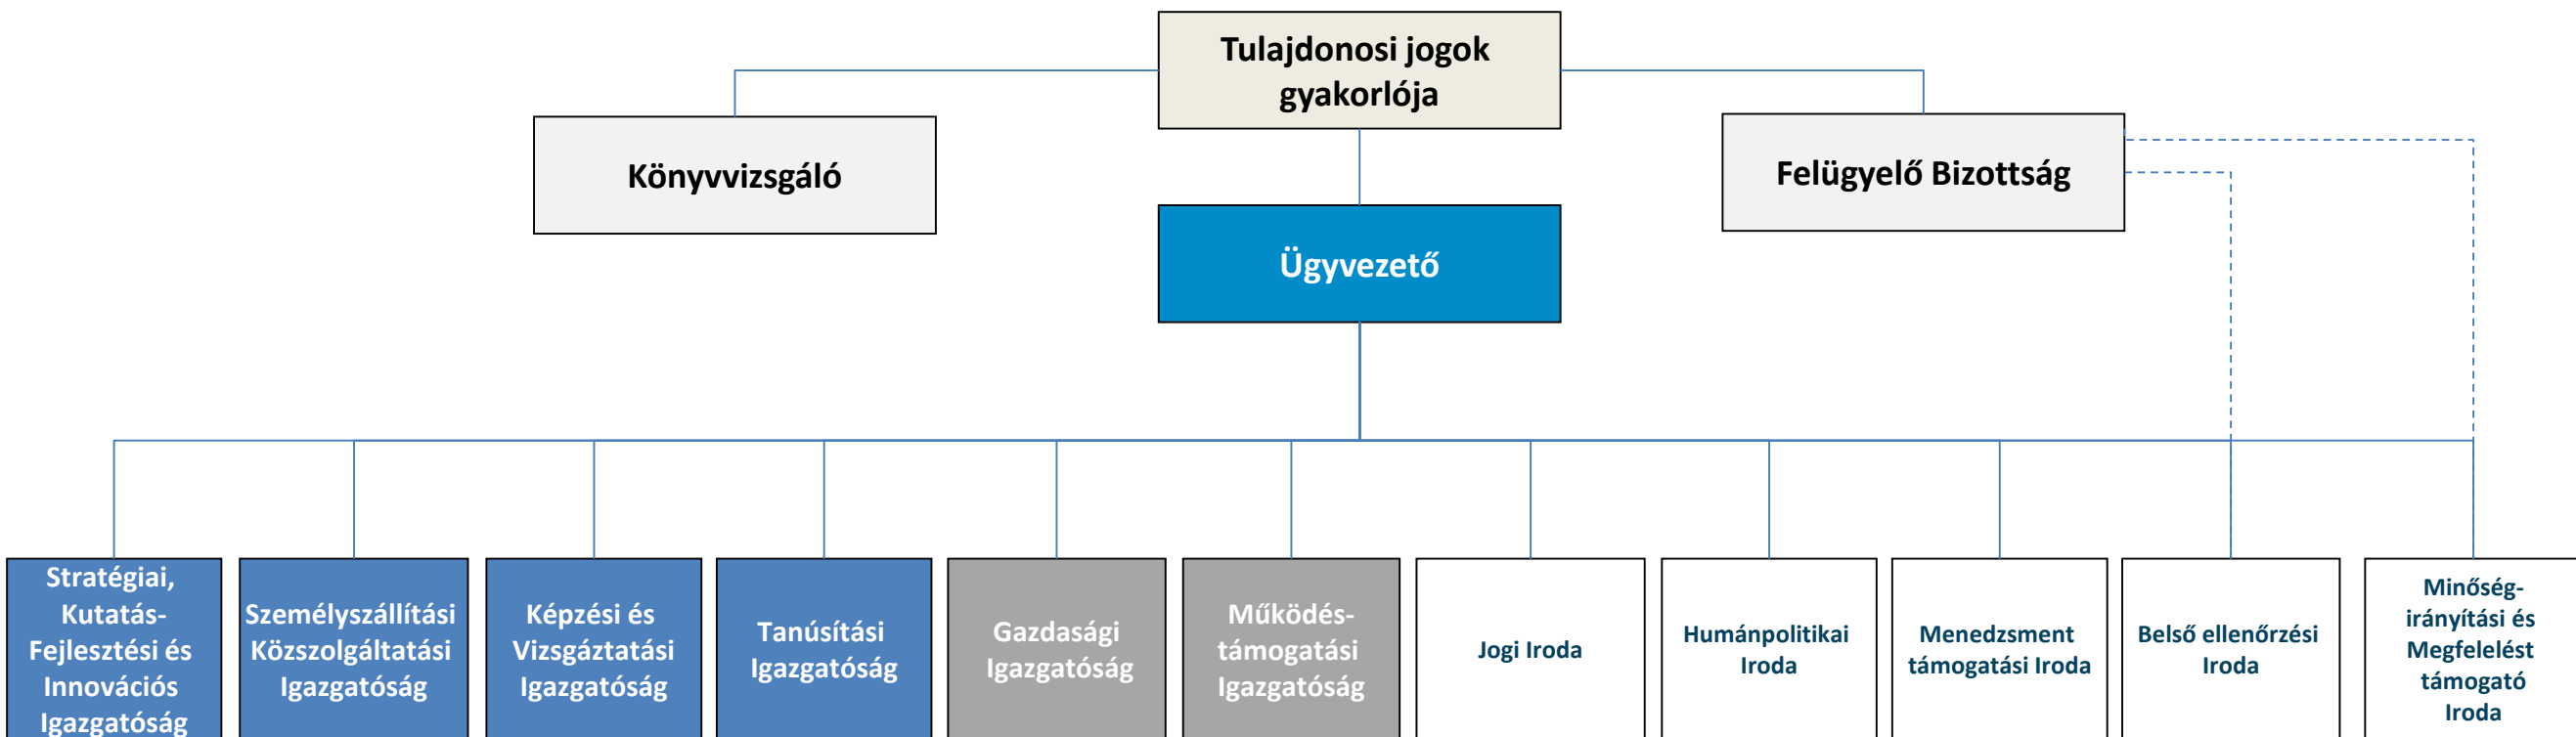 Tulajdonosi jogok
gyakorlója
Könyvvizsgáló
Felügyelő Bizottság
Ügyvezető
Stratégiai,
Kutatás-
Fejlesztési és
Innovációs
Igazgatóság
Személyszállítási
Közszolgáltatási
Igazgatóság
Képzési és
Vizsgáztatási
Igazgatóság
Tanúsítási
Igazgatóság
Gazdasági
Igazgatóság
Működés-
támogatási
Igazgatóság
Jogi Iroda
Humánpolitikai
Iroda
Menedzsment
támogatási Iroda
Belső ellenőrzési
Iroda
Minőség-
irányítási és
Megfelelést
támogató
Iroda